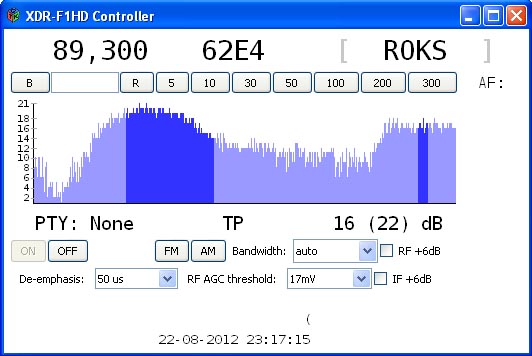 XDR-F1HD Controller
89,300 62E4 [ ROKS ]
B R 5 10 30 50 100 200 300 AF:
21
18
16
14
12
10
8
6
4
2
PTY: None TP 16 (22) dB
ON OFF FM AM Bandwidth: auto RF +6dB
De-emphasis: 50 us RF AGC threshold: 17mV IF +6dB
(
22-08-2012 23:17:15